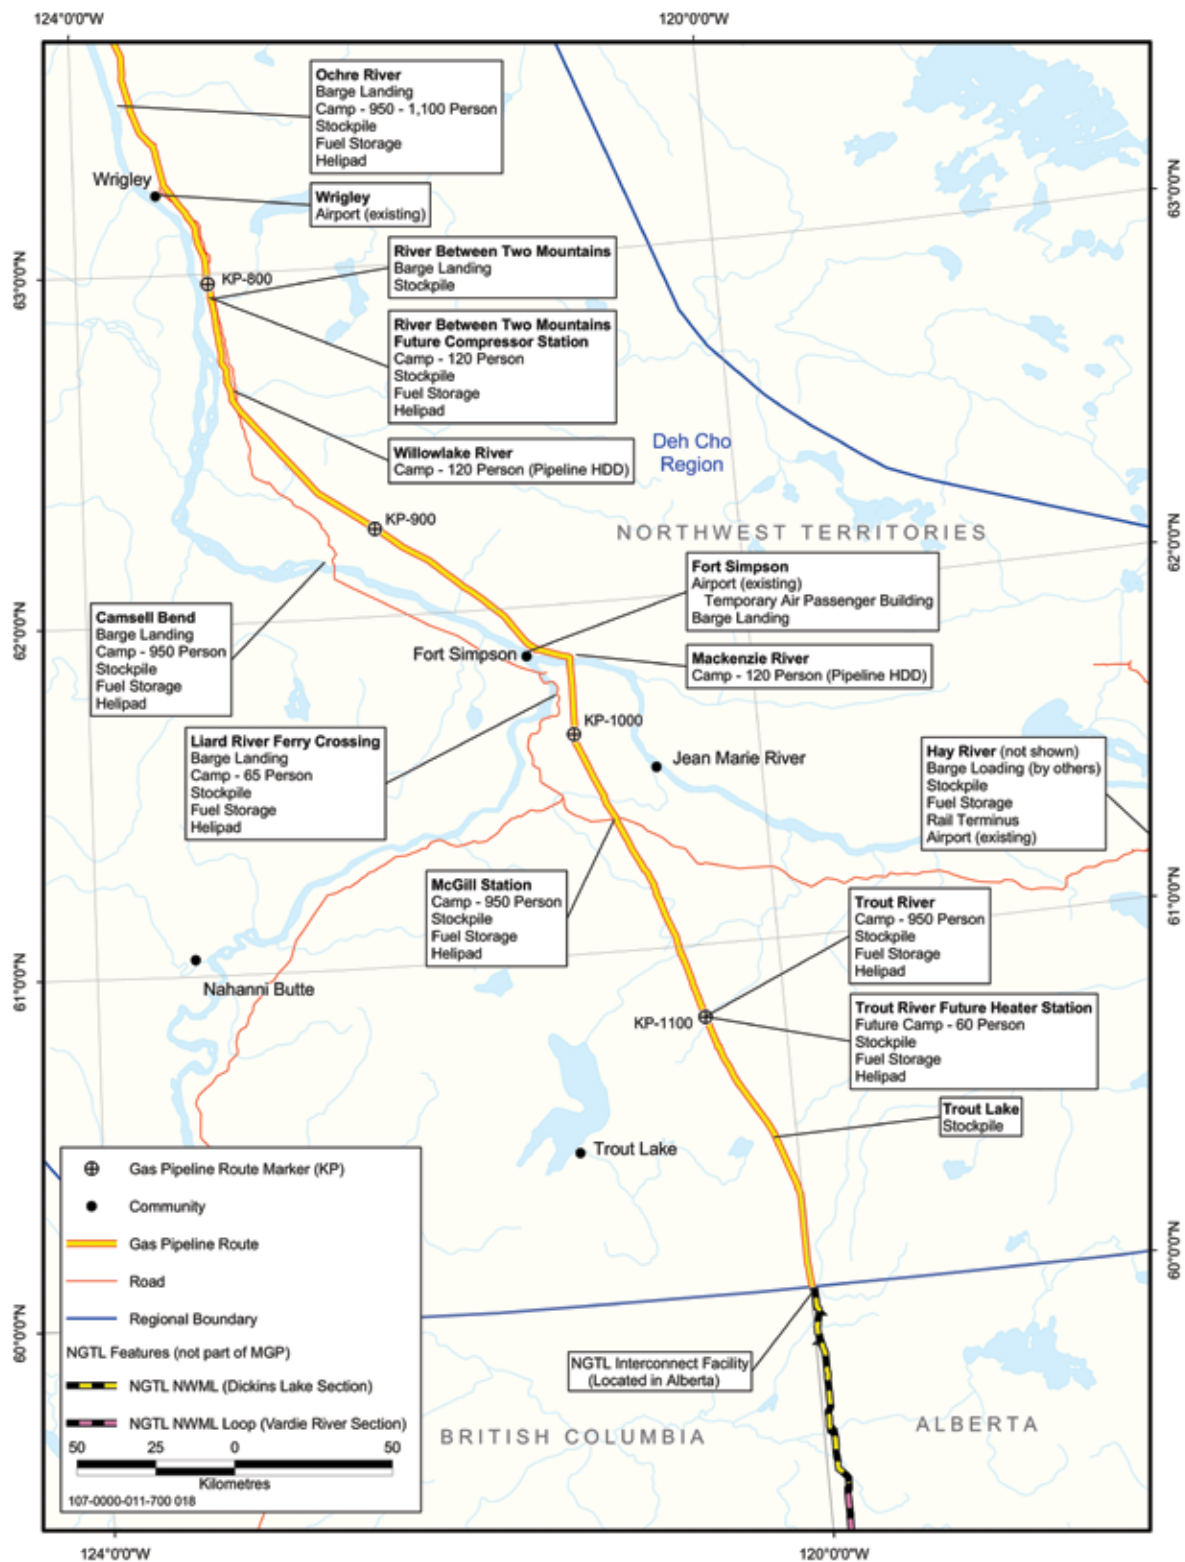 124°0'0"W
120°0'0"W
Ochre River
Barge Landing
Camp - 950 - 1,100 Person
Stockpile
Fuel Storage
Helipad
Wrigley
Wrigley
Airport (existing)
63°0'0"N
63°0'0"N
River Between Two Mountains
Barge Landing
Stockpile
KP-800
River Between Two Mountains
Future Compressor Station
Camp - 120 Person
Stockpile
Fuel Storage
Helipad
Willowlake River
Camp - 120 Person (Pipeline HDD)
Deh Cho
Region
KP-900
NORTHWEST TERRITORIES
62°0'0"N
62°0'0"N
Fort Simpson
Airport (existing)
Temporary Air Passenger Building
Barge Landing
Camsell Bend
Barge Landing
Camp - 950 Person
Stockpile
Fuel Storage
Helipad
Fort Simpson
Mackenzie River
Camp - 120 Person (Pipeline HDD)
KP-1000
Liard River Ferry Crossing
Barge Landing
Camp - 65 Person
Stockpile
Fuel Storage
Helipad
Jean Marie River
Hay River (not shown)
Barge Loading (by others)
Stockpile
Fuel Storage
Rail Terminus
Airport (existing)
McGill Station
Camp - 950 Person
Stockpile
Fuel Storage
Helipad
61°0'0"N
61°0'0"N
Trout River
Camp - 950 Person
Stockpile
Fuel Storage
Helipad
Nahanni Butte
KP-1100
Trout River Future Heater Station
Future Camp - 60 Person
Stockpile
Fuel Storage
Helipad
Trout Lake
Stockpile
Trout Lake
Gas Pipeline Route Marker (KP)
Community
Gas Pipeline Route
Road
Regional Boundary
NGTL Features (not part of MGP)
NGTL NWML (Dickins Lake Section)
NGTL NWML Loop (Vardie River Section)
50 25 0 50
Kilometres
107-0000-011-700 018
60°0'0"N
60°0'0"N
NGTL Interconnect Facility
(Located in Alberta)
BRITISH COLUMBIA
ALBERTA
124°0'0"W
120°0'0"W